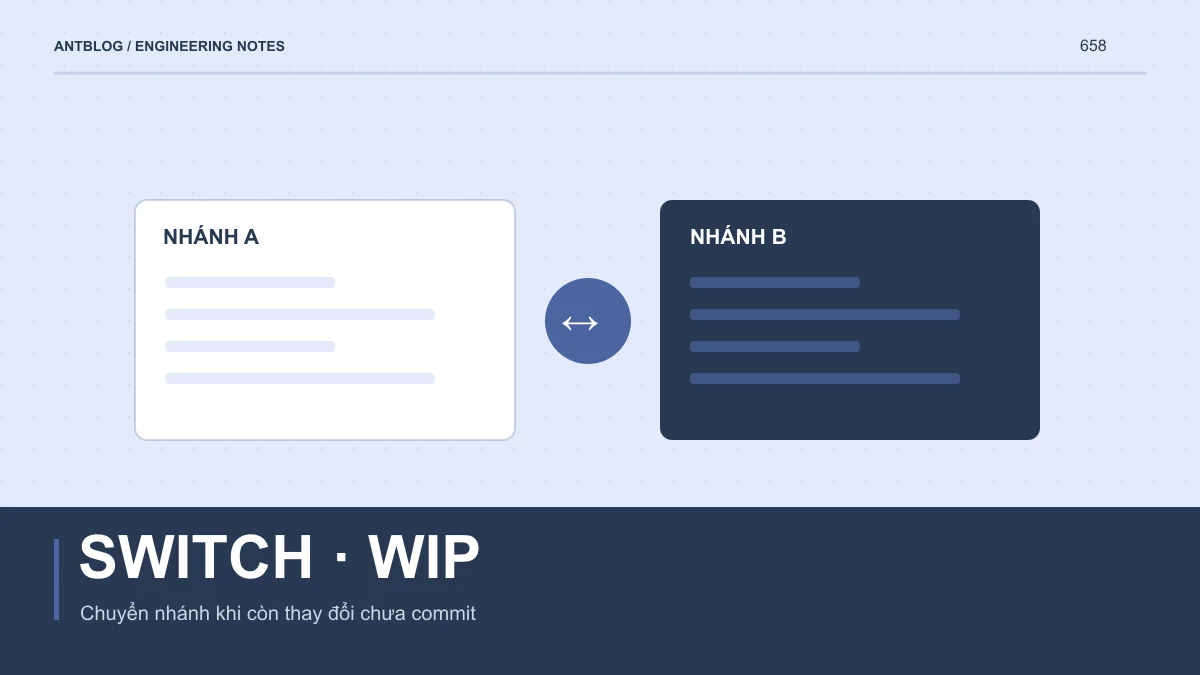 ANTBLOG / ENGINEERING NOTES
658
NHÁNH A
NHÁNH B
↔
SWITCH · WIP
Chuyển nhánh khi còn thay đổi chưa commit